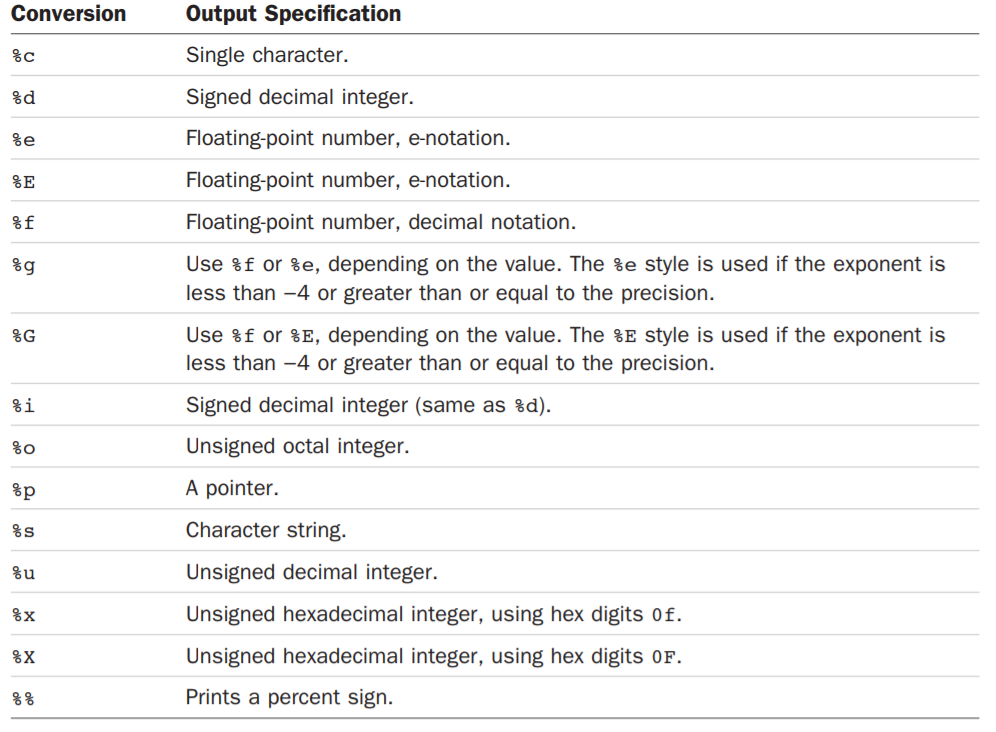 Conversion Output Specification
%c Single character.
%d Signed decimal integer.
%e Floating-point number, e-notation.
%E Floating-point number, e-notation.
%f Floating-point number, decimal notation.
%g Use %f or %e, depending on the value. The %e style is used if the exponent is
less than −4 or greater than or equal to the precision.
%G Use %f or %E, depending on the value. The %E style is used if the exponent is
less than −4 or greater than or equal to the precision.
%i Signed decimal integer (same as %d).
%o Unsigned octal integer.
%p A pointer.
%s Character string.
%u Unsigned decimal integer.
%x Unsigned hexadecimal integer, using hex digits 0f.
%X Unsigned hexadecimal integer, using hex digits 0F.
%% Prints a percent sign.